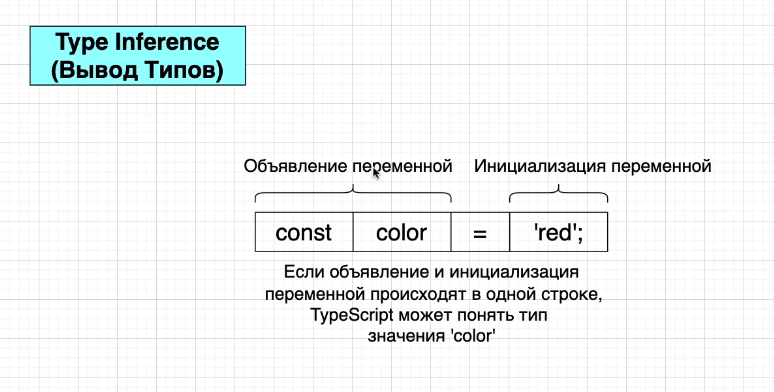 Type Inference
(Вывод Типов)
Объявление переменной Инициализация переменной
const color = 'red';
Если объявление и инициализация
переменной происходят в одной строке,
TypeScript может понять тип
значения 'color'